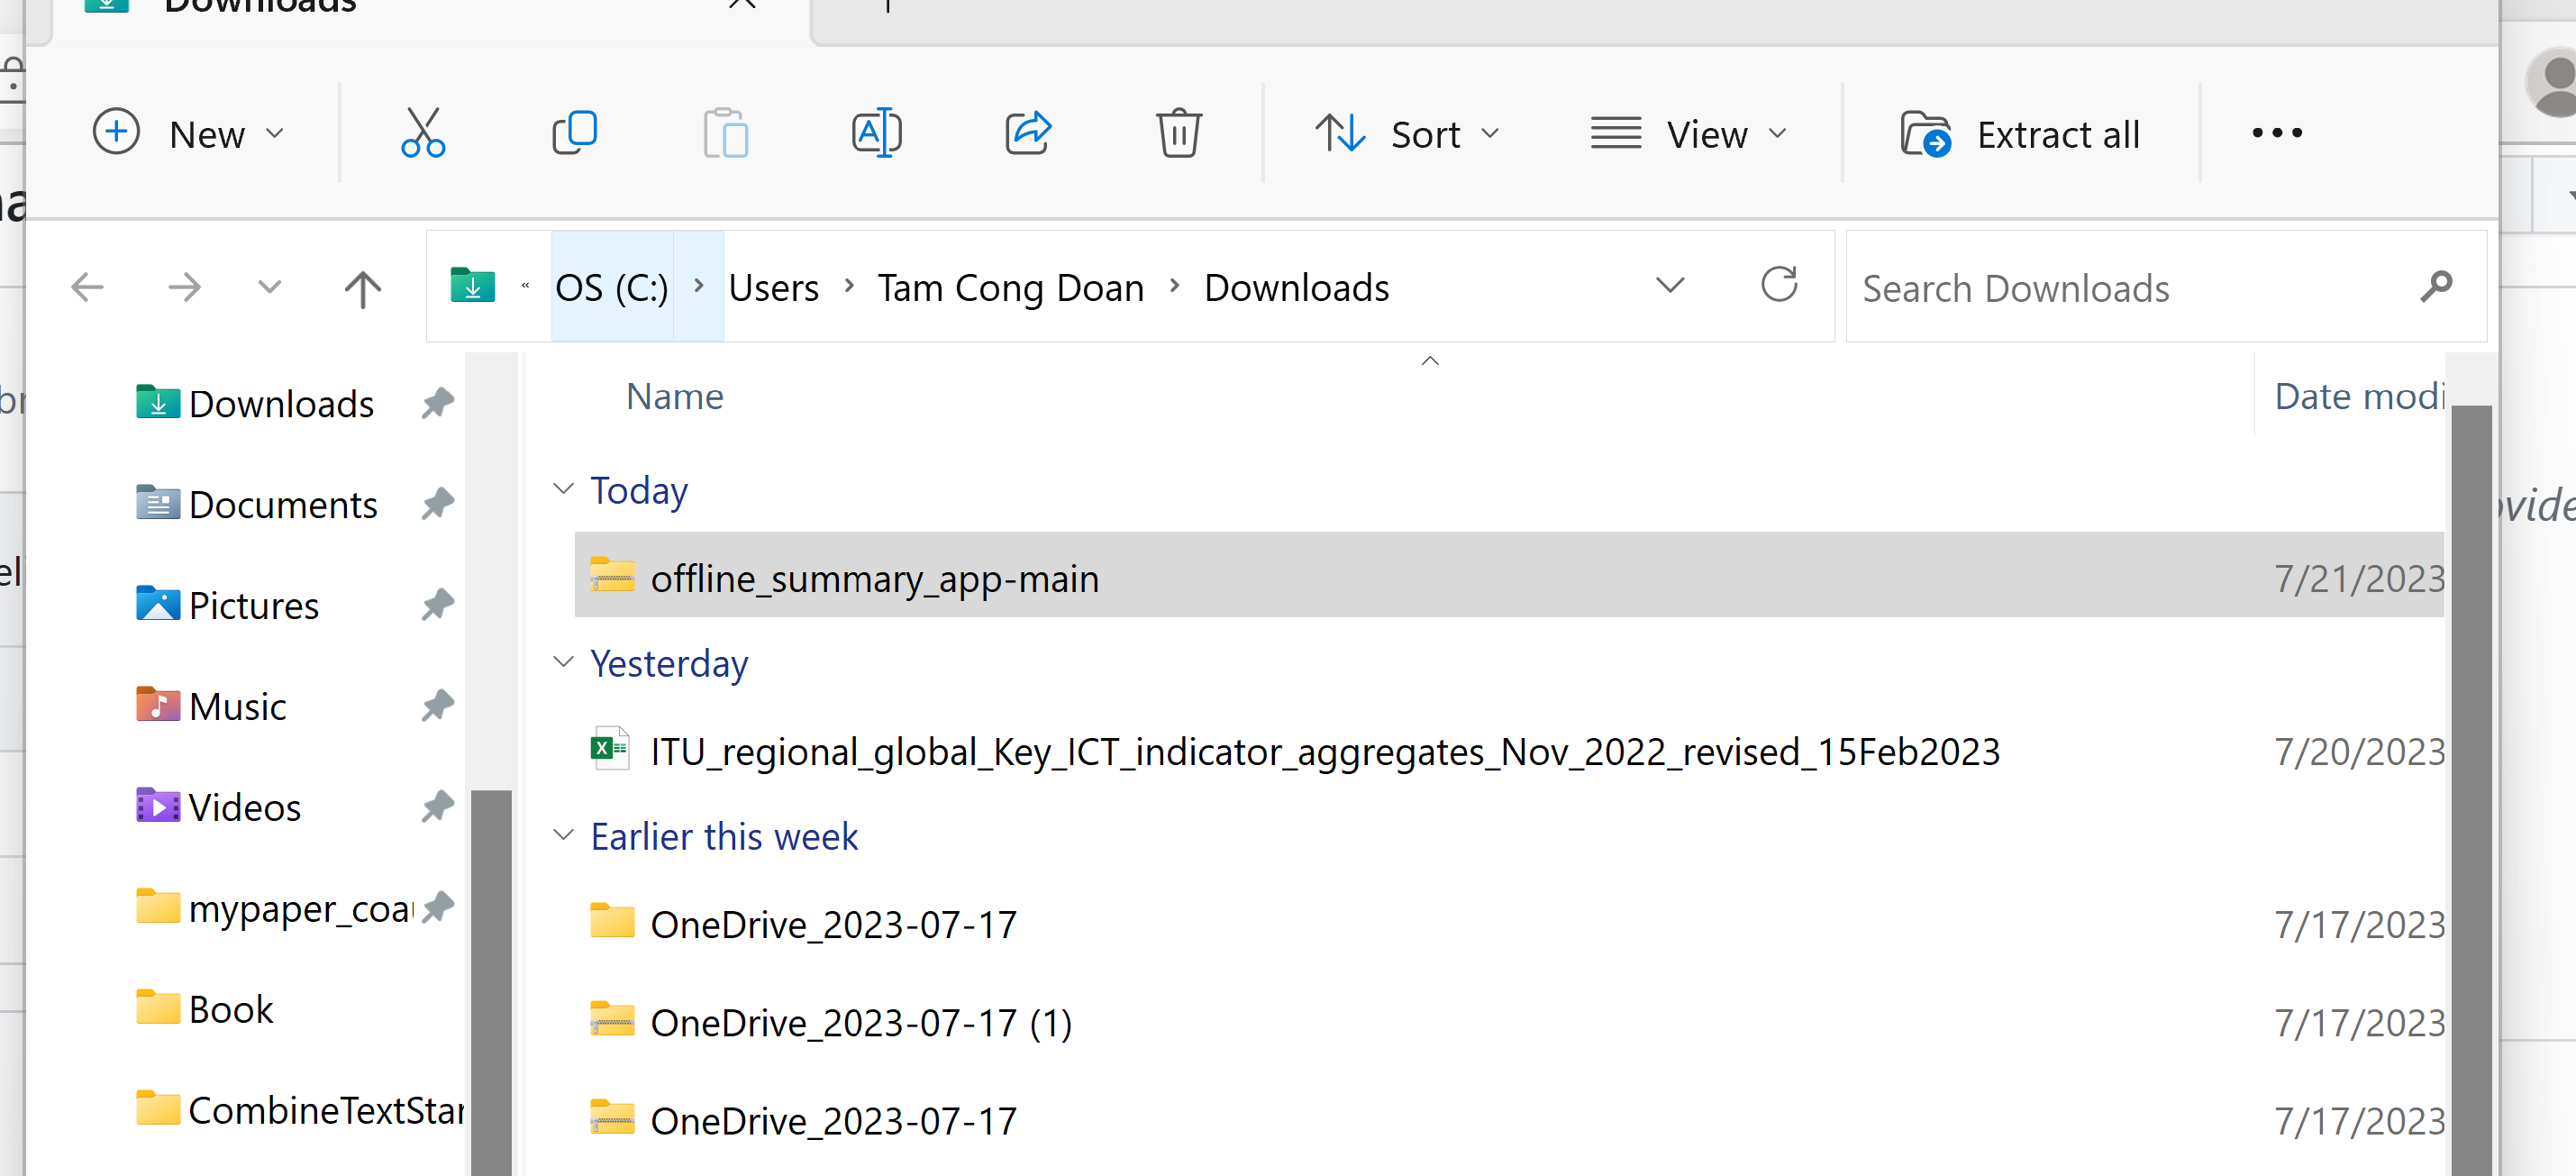 Downloads
New
Sort
View
Extract all
« OS (C:) › Users › Tam Cong Doan › Downloads
Search Downloads
Downloads
Documents
Pictures
Music
Videos
mypaper_coau
Book
CombineTextStar
Name
Date modi
Today
offline_summary_app-main 7/21/2023
Yesterday
ITU_regional_global_Key_ICT_indicator_aggregates_Nov_2022_revised_15Feb2023 7/20/2023
Earlier this week
OneDrive_2023-07-17 7/17/2023
OneDrive_2023-07-17 (1) 7/17/2023
OneDrive_2023-07-17 7/17/2023